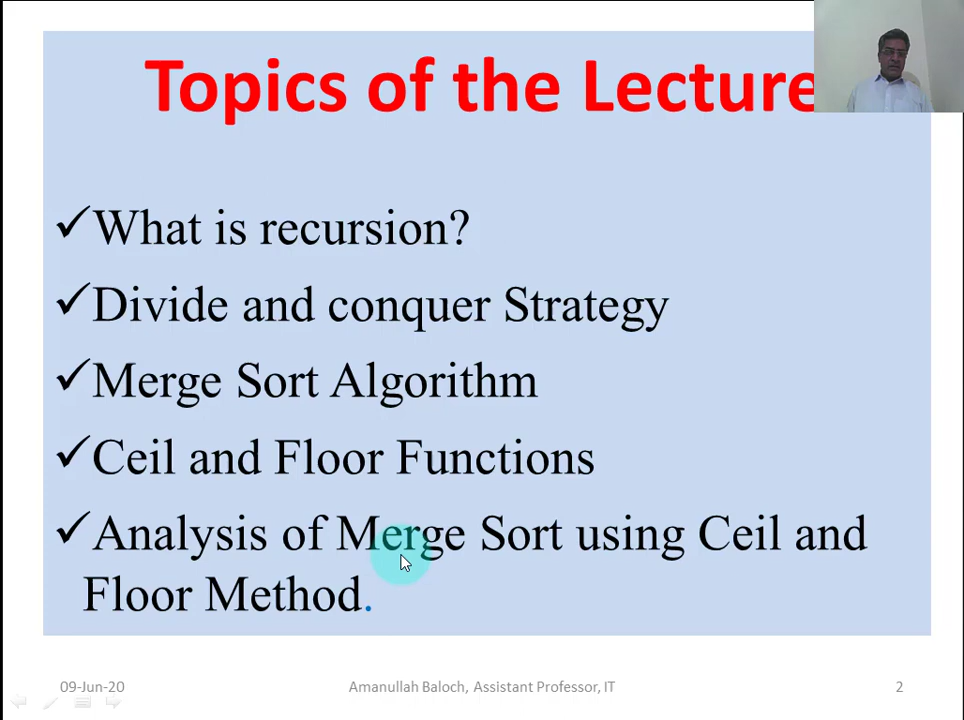 Topics of the Lecture
✓What is recursion?
✓Divide and conquer Strategy
✓Merge Sort Algorithm
✓Ceil and Floor Functions
✓Analysis of Merge Sort using Ceil and
Floor Method.
09-Jun-20 Amanullah Baloch, Assistant Professor, IT 2